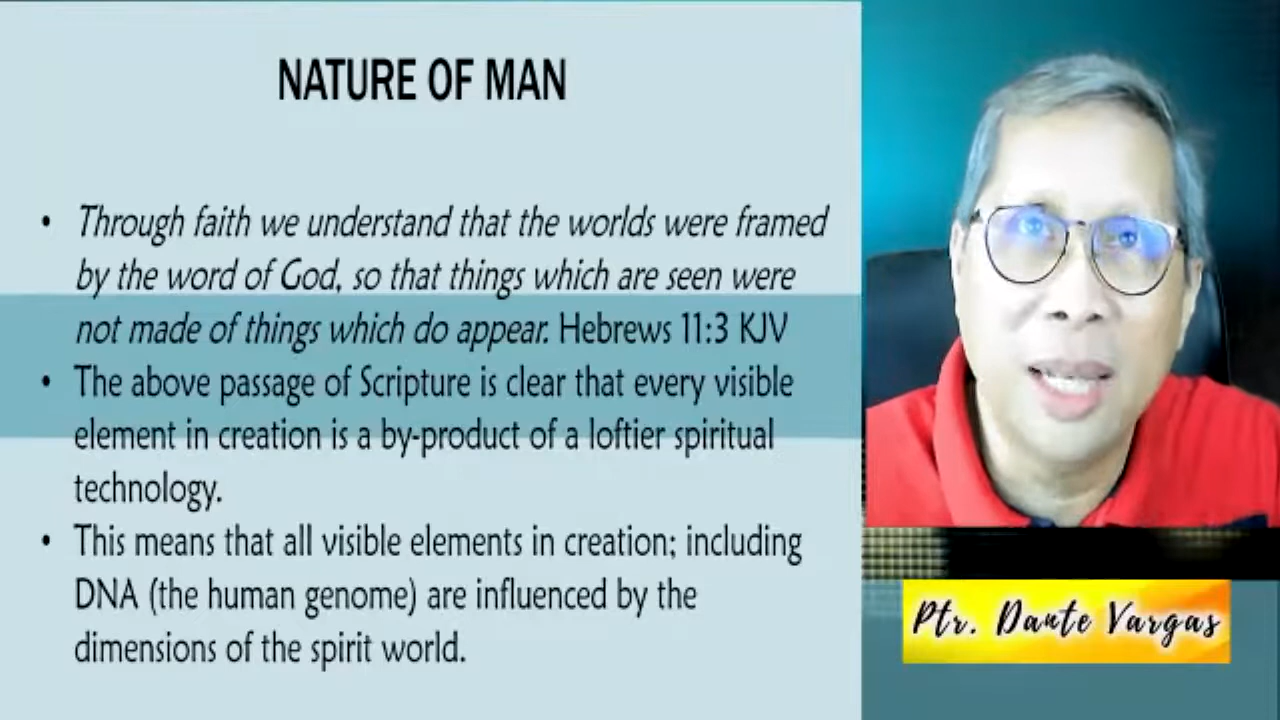 NATURE OF MAN
• Through faith we understand that the worlds were framed
by the word of God, so that things which are seen were
not made of things which do appear. Hebrews 11:3 KJV
• The above passage of Scripture is clear that every visible
element in creation is a by-product of a loftier spiritual
technology.
• This means that all visible elements in creation; including
DNA (the human genome) are influenced by the
dimensions of the spirit world.
Ptr. Dante Vargas